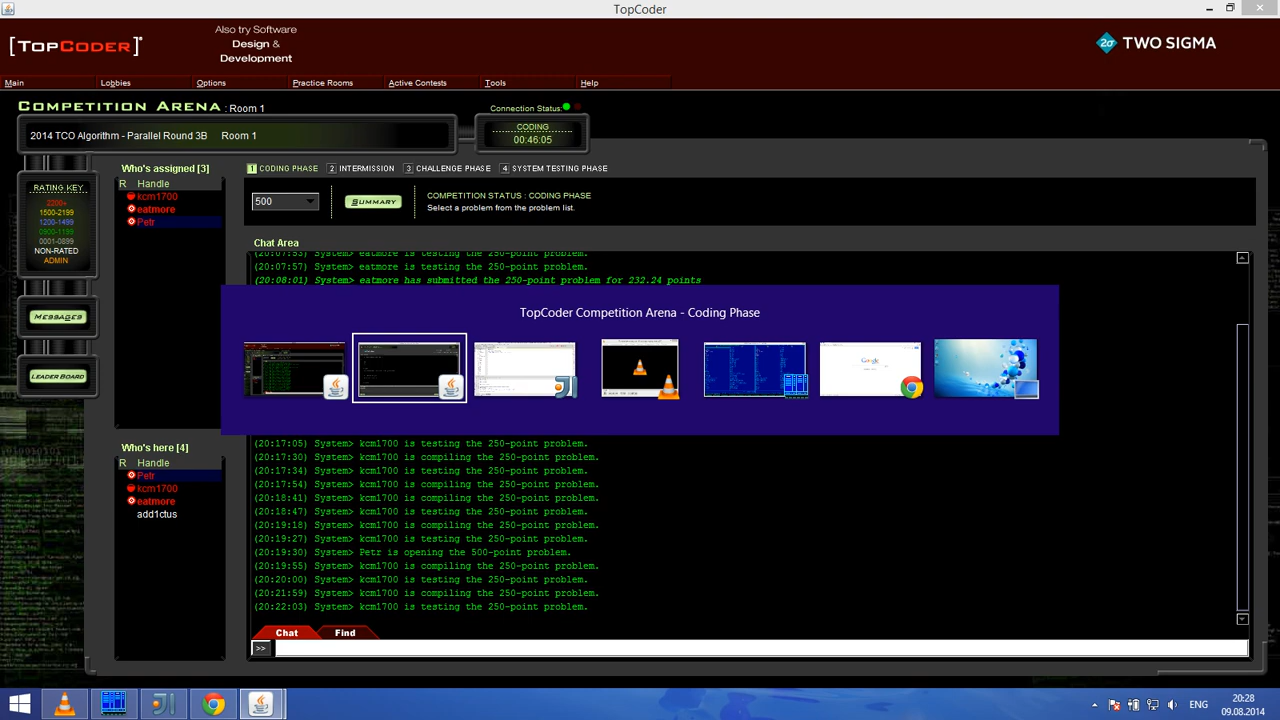 TopCoder
[TOPCODER]®
Also try Software
Design &
Development
2σ TWO SIGMA
Main Lobbies Options Practice Rooms Active Contests Tools Help
COMPETITION ARENA : Room 1
Connection Status:
2014 TCO Algorithm - Parallel Round 3B Room 1
CODING
00:46:05
RATING KEY
2200+
1500-2199
1200-1499
0900-1199
0001-0899
NON-RATED
ADMIN
MESSAGES
LEADER BOARD
Who's assigned [3]
R Handle
kcm1700
eatmore
Petr
1 CODING PHASE 2 INTERMISSION 3 CHALLENGE PHASE 4 SYSTEM TESTING PHASE
500
SUMMARY
COMPETITION STATUS : CODING PHASE
Select a problem from the problem list.
Chat Area
(20:07:53) System> eatmore is testing the 250-point problem.
(20:07:57) System> eatmore is testing the 250-point problem.
(20:08:01) System> eatmore has submitted the 250-point problem for 232.24 points
TopCoder Competition Arena - Coding Phase
Google
Who's here [4]
R Handle
Petr
kcm1700
eatmore
add1ctus
(20:17:05) System> kcm1700 is testing the 250-point problem.
(20:17:30) System> kcm1700 is compiling the 250-point problem.
(20:17:34) System> kcm1700 is testing the 250-point problem.
(20:17:54) System> kcm1700 is compiling the 250-point problem.
(20:18:41) System> kcm1700 is compiling the 250-point problem.
(20:18:47) System> kcm1700 is testing the 250-point problem.
(20:19:18) System> kcm1700 is compiling the 250-point problem.
(20:19:27) System> kcm1700 is testing the 250-point problem.
(20:19:30) System> Petr is opening the 500-point problem.
(20:19:55) System> kcm1700 is compiling the 250-point problem.
(20:20:00) System> kcm1700 is testing the 250-point problem.
(20:21:59) System> kcm1700 is compiling the 250-point problem.
(20:22:03) System> kcm1700 is testing the 250-point problem.
Chat Find
>>
ENG
20:28
09.08.2014